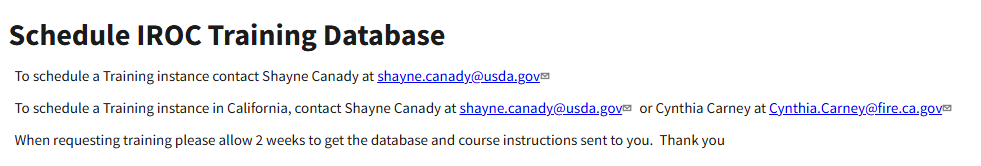 Schedule IROC Training Database
To schedule a Training instance contact Shayne Canady at shayne.canady@usda.gov
To schedule a Training instance in California, contact Shayne Canady at shayne.canady@usda.gov or Cynthia Carney at Cynthia.Carney@fire.ca.gov
When requesting training please allow 2 weeks to get the database and course instructions sent to you.  Thank you